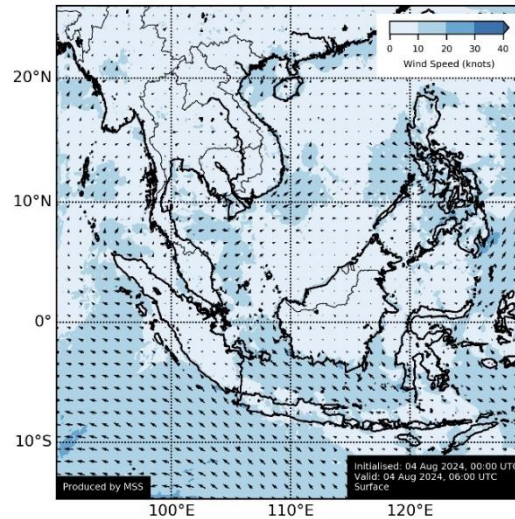 0 10 20 30 40
Wind Speed (knots)
20°N
10°N
0°
10°S
Produced by MSS
Initialised: 04 Aug 2024, 00:00 UTC
Valid: 04 Aug 2024, 06:00 UTC
Surface
100°E 110°E 120°E